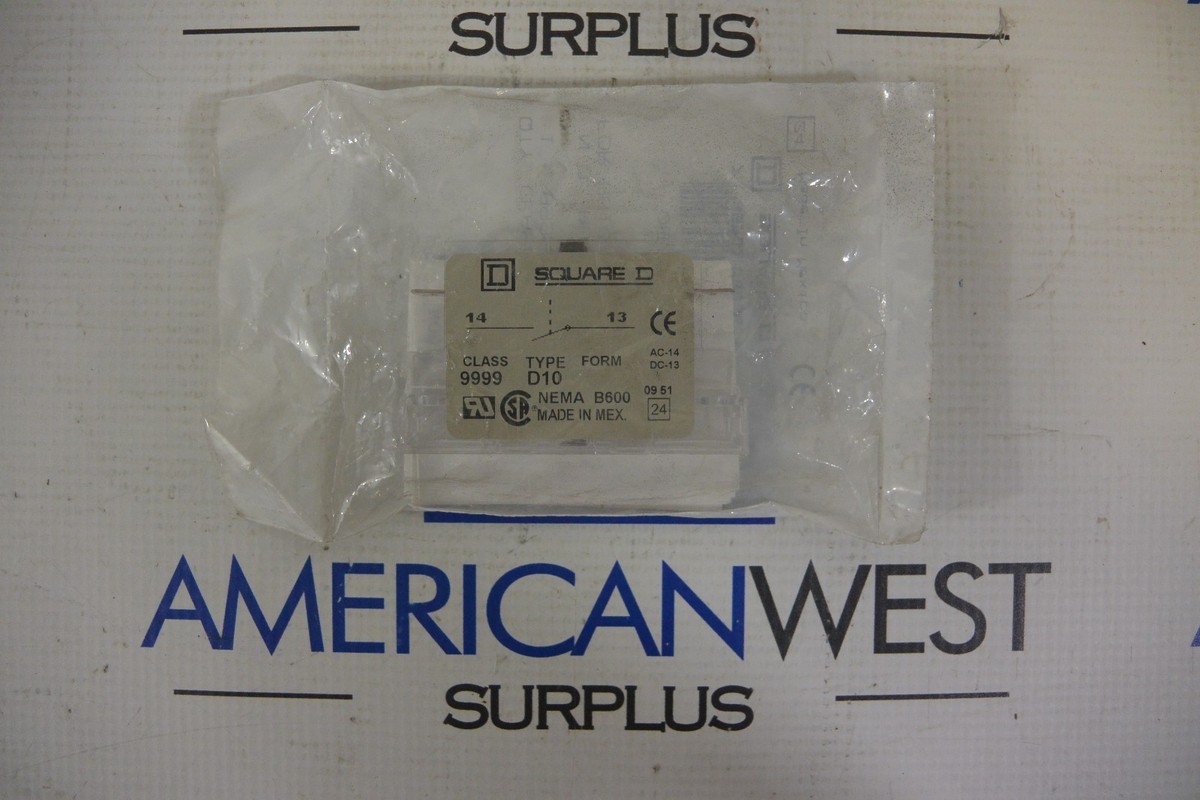 SURPLUS
SQUARE D
14 13
CE
CLASS TYPE FORM
9999 D10
AC-14
DC-13
NEMA B600
MADE IN MEX.
09 51
24
AMERICANWEST
SURPLUS